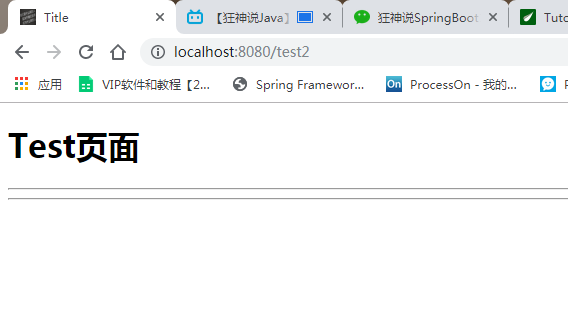 Title 【狂神说Java】 狂神说SpringBoot Tuto
localhost:8080/test2
应用 VIP软件和教程【2... Spring Framewor... On ProcessOn - 我的...
Test页面